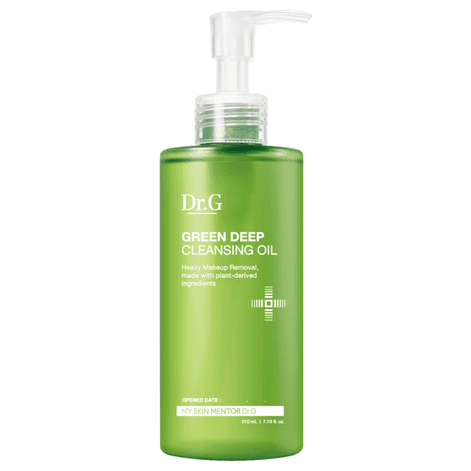 Dr.G
GREEN DEEP
CLEANSING OIL
Heavy Makeup Removal,
made with plant-derived
ingredients
OPENED DATE :
MY SKIN MENTOR Dr.G
210 mL | 7.10 fl. oz.